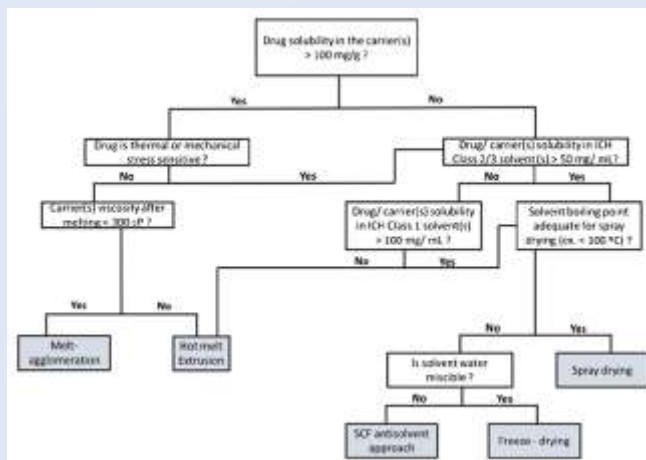 Drug solubility in the carrier(s)
> 100 mg/g ?
Yes
No
Drug is thermal or mechanical
stress sensitive ?
Drug/ carrier(s) solubility in ICH
Class 2/3 solvent(s) > 50 mg/ mL?
No
Yes
No
Yes
Carrier(s) viscosity after
melting < 300 cP ?
Drug/ carrier(s) solubility
in ICH Class 1 solvent(s)
> 100 mg/ mL ?
Solvent boiling point
adequate for spray
drying (ex. < 100 ºC) ?
No
Yes
Yes
No
No
Yes
Melt-
agglomeration
Hot melt
Extrusion
Is solvent water
miscible ?
Spray drying
No
Yes
SCF antisolvent
approach
Freeze - drying